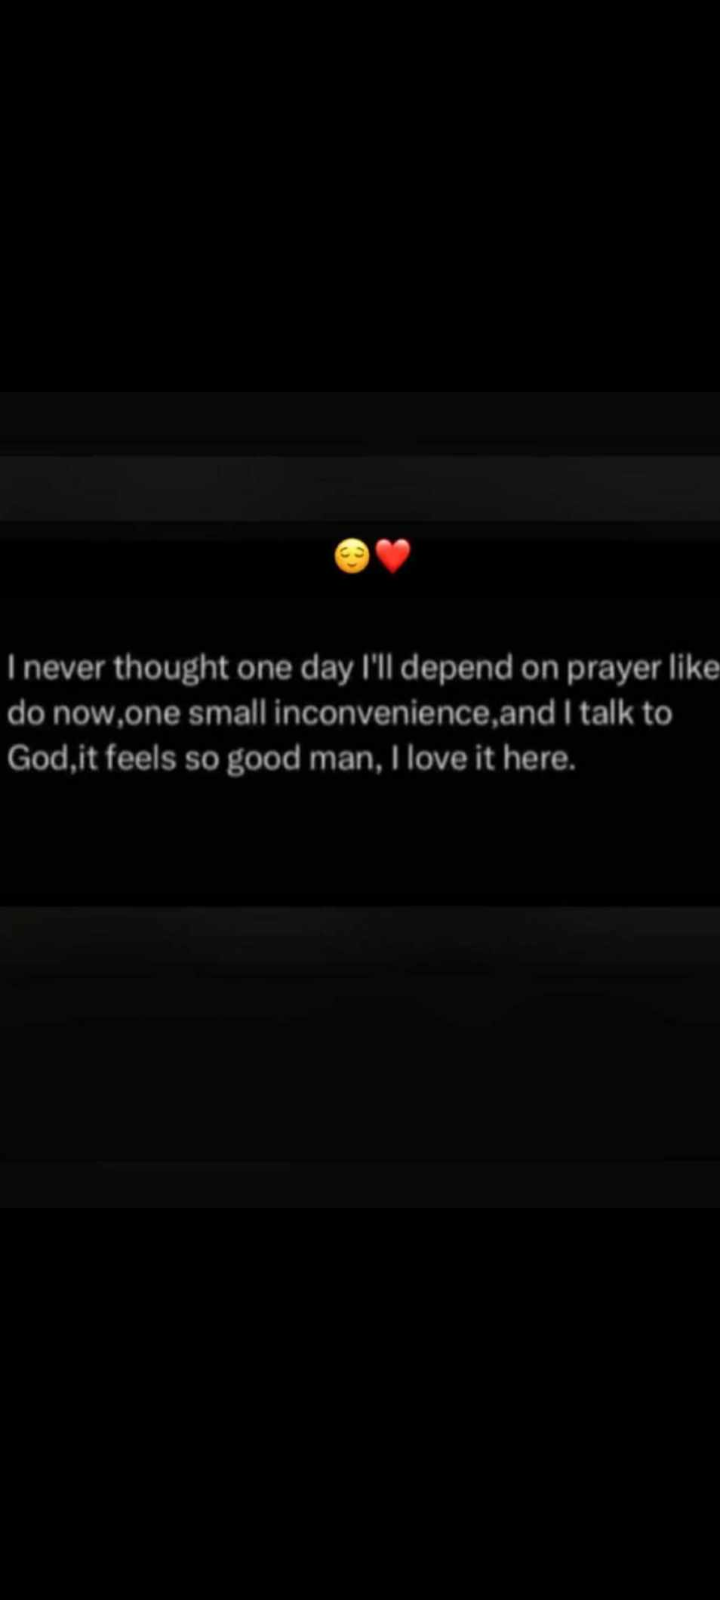 😌❤️
I never thought one day I'll depend on prayer like
do now,one small inconvenience,and I talk to
God,it feels so good man, I love it here.